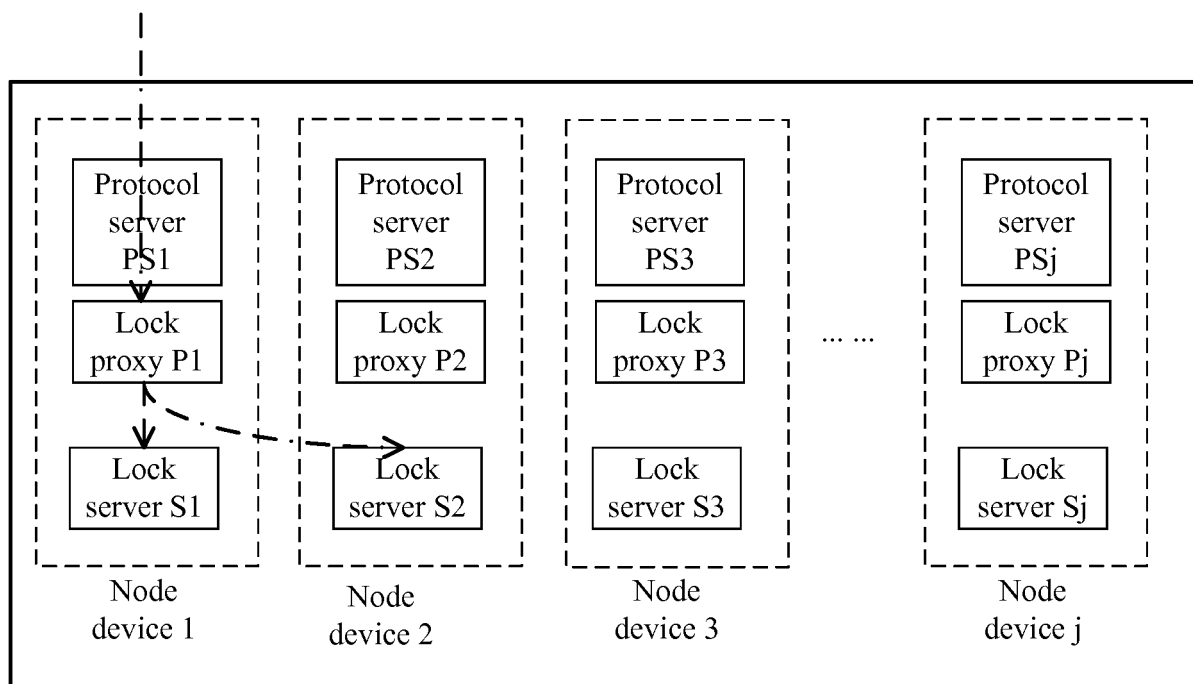 Protocol
server
PS1
Lock
proxy P1
Lock
server S1
Node
device 1
Protocol
server
PS2
Lock
proxy P2
Lock
server S2
Node
device 2
Protocol
server
PS3
Lock
proxy P3
Lock
server S3
Node
device 3
... ...
Protocol
server
PSj
Lock
proxy Pj
Lock
server Sj
Node
device j